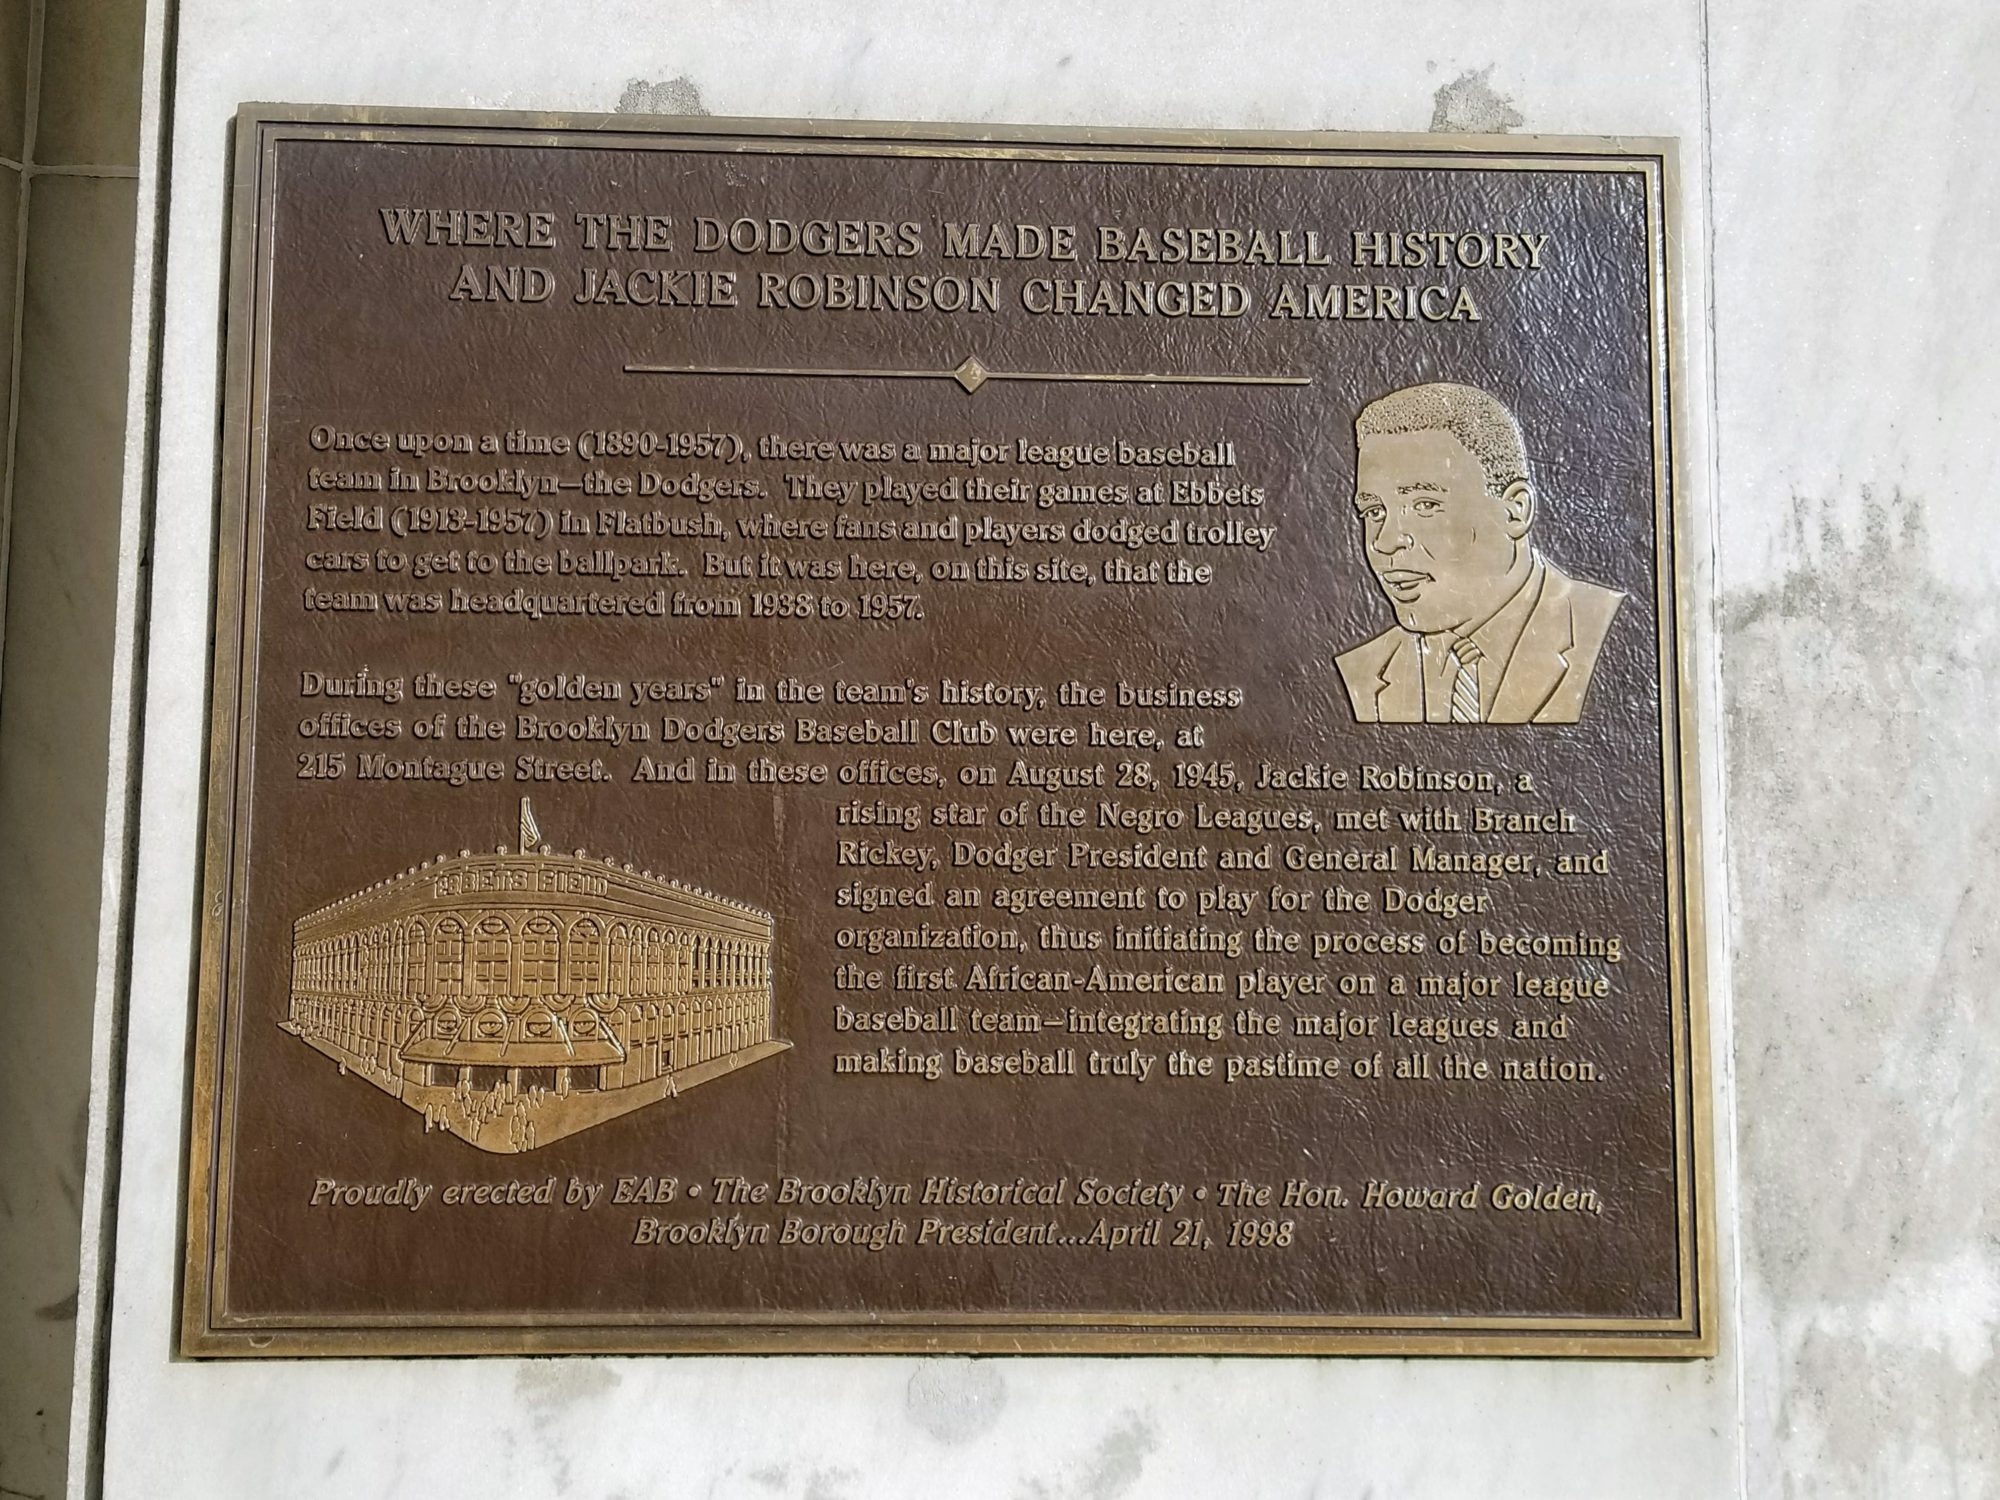 WHERE THE DODGERS MADE BASEBALL HISTORY
AND JACKIE ROBINSON CHANGED AMERICA
Once upon a time (1890-1957), there was a major league baseball
team in Brooklyn—the Dodgers. They played their games at Ebbets
Field (1913-1957) in Flatbush, where fans and players dodged trolley
cars to get to the ballpark. But it was here, on this site, that the
team was headquartered from 1938 to 1957.
During these "golden years" in the team's history, the business
offices of the Brooklyn Dodgers Baseball Club were here, at
215 Montague Street. And in these offices, on August 28, 1945, Jackie Robinson, a
rising star of the Negro Leagues, met with Branch
Rickey, Dodger President and General Manager, and
signed an agreement to play for the Dodger
organization, thus initiating the process of becoming
the first African-American player on a major league
baseball team—integrating the major leagues and
making baseball truly the pastime of all the nation.
EBBETS FIELD
Proudly erected by EAB • The Brooklyn Historical Society • The Hon. Howard Golden,
Brooklyn Borough President...April 21, 1998